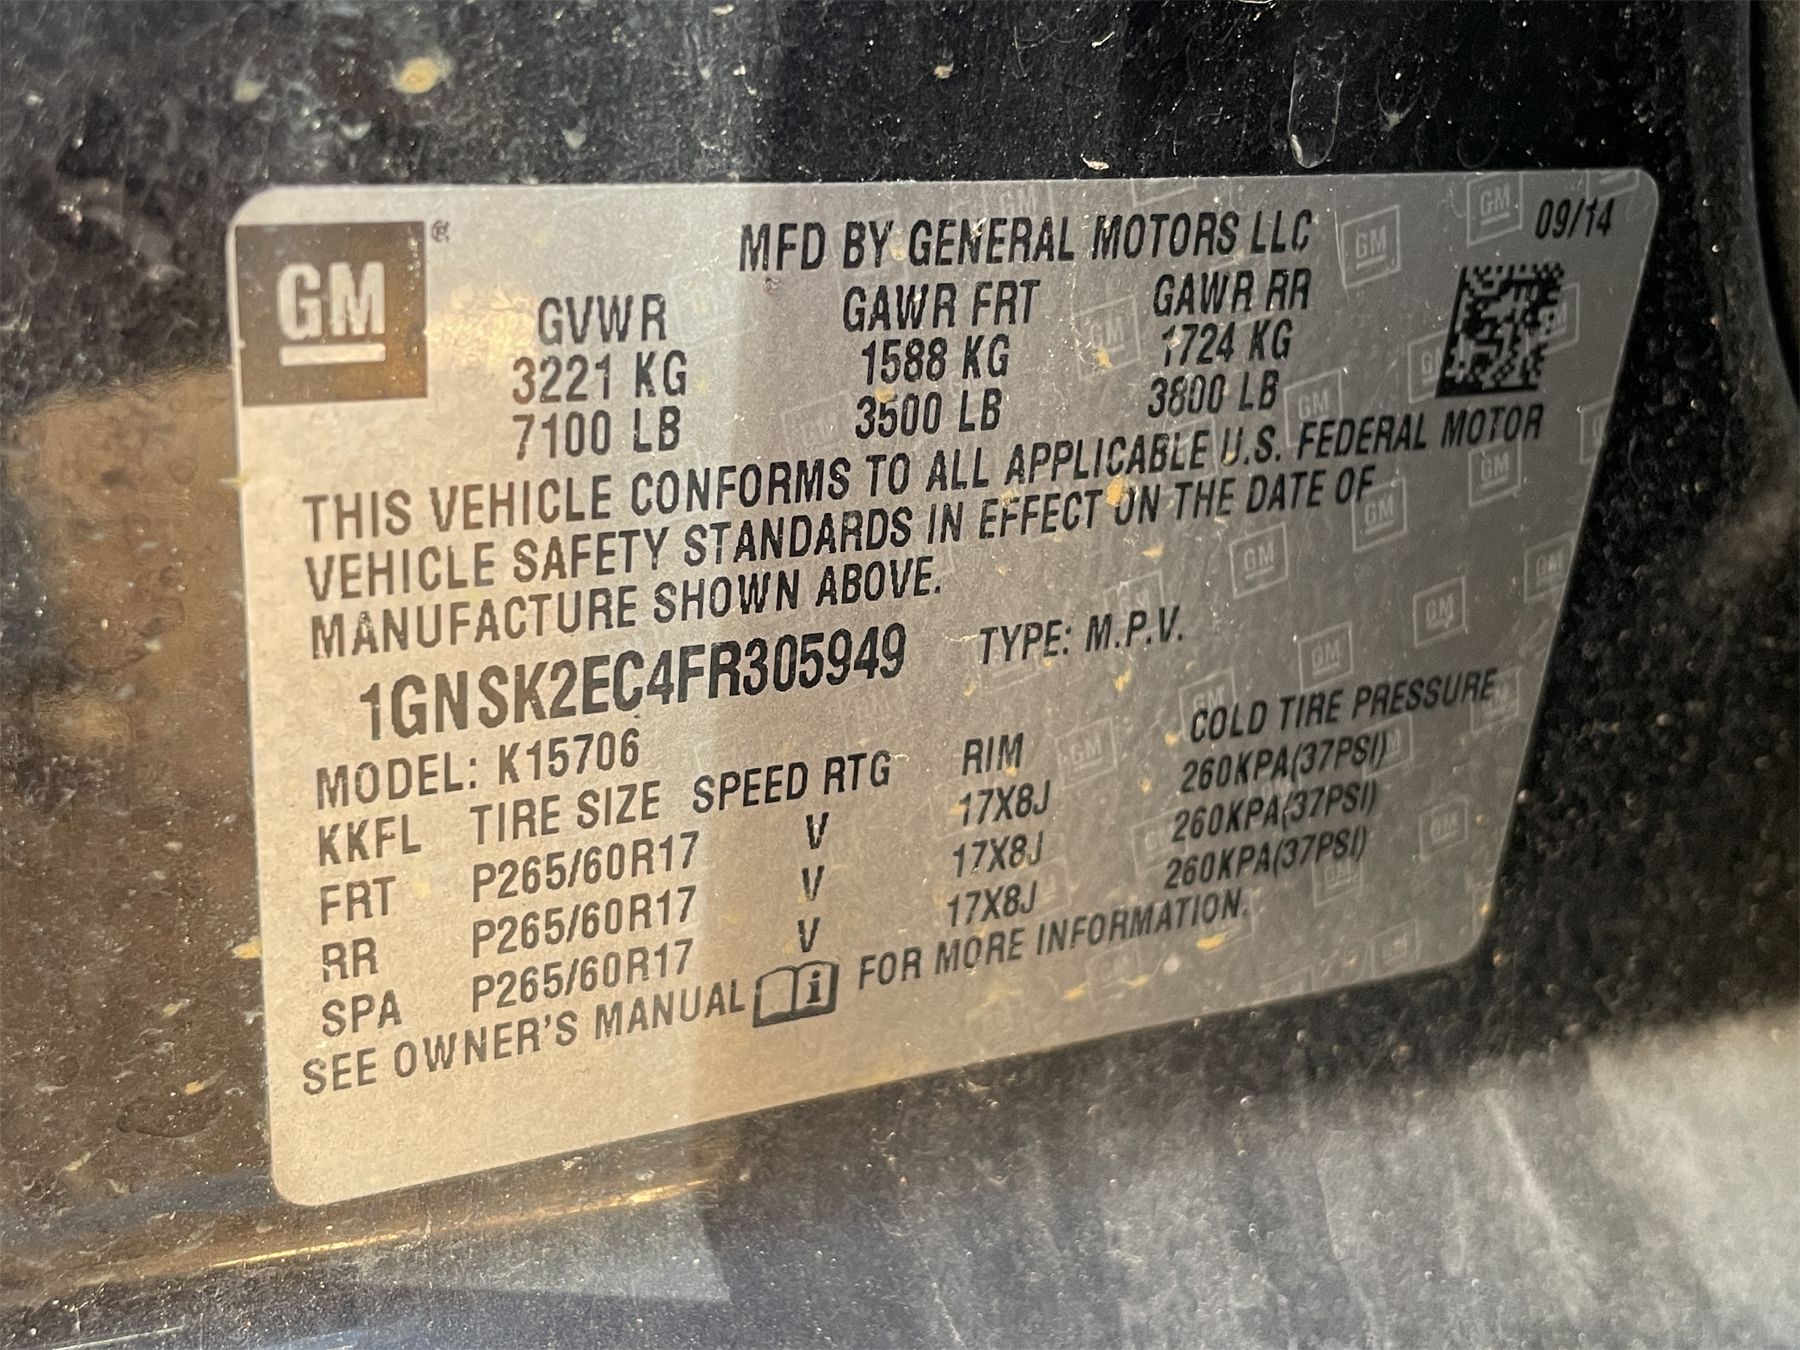 GM ®
MFD BY GENERAL MOTORS LLC 09/14
GVWR GAWR FRT GAWR RR
3221 KG 1588 KG 1724 KG
7100 LB 3500 LB 3800 LB
THIS VEHICLE CONFORMS TO ALL APPLICABLE U.S. FEDERAL MOTOR
VEHICLE SAFETY STANDARDS IN EFFECT ON THE DATE OF
MANUFACTURE SHOWN ABOVE.
1GNSK2EC4FR305949 TYPE: M.P.V.
MODEL: K15706
KKFL TIRE SIZE SPEED RTG RIM COLD TIRE PRESSURE
FRT P265/60R17 V 17X8J 260KPA(37PSI)
RR P265/60R17 V 17X8J 260KPA(37PSI)
SPA P265/60R17 V 17X8J 260KPA(37PSI)
SEE OWNER'S MANUAL i FOR MORE INFORMATION.